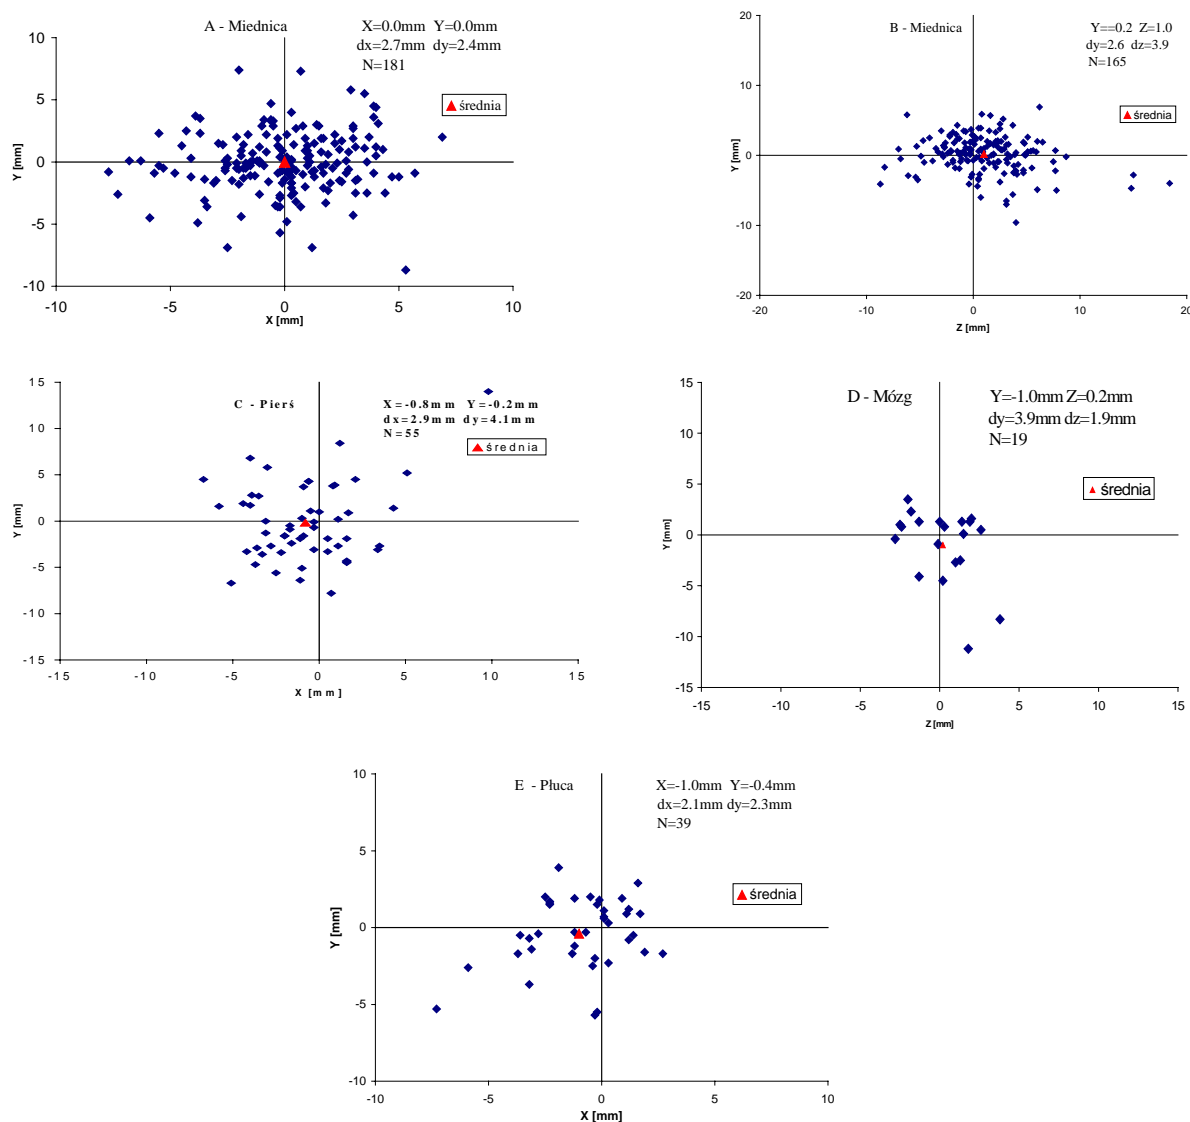 A - Miednica
X=0.0mm Y=0.0mm
dx=2.7mm dy=2.4mm
N=181
średnia
10
5
0
-5
-10
Y [mm]
-10 -5 0 5 10
X [mm]
B - Miednica
Y==0.2 Z=1.0
dy=2.6 dz=3.9
N=165
średnia
20
10
0
-10
-20
Y[mm]
-20 -10 0 10 20
Z [mm]
C - Pierś
X=-0.8mm Y=-0.2mm
dx=2.9mm dy=4.1mm
N=55
średnia
15
10
5
0
-5
-10
-15
Y [mm]
-15 -10 -5 0 5 10 15
X [mm]
D - Mózg
Y=-1.0mm Z=0.2mm
dy=3.9mm dz=1.9mm
N=19
średnia
15
10
5
0
-5
-10
-15
Y [mm]
-15 -10 -5 0 5 10 15
Z [mm]
E - Płuca
X=-1.0mm Y=-0.4mm
dx=2.1mm dy=2.3mm
N=39
średnia
10
5
0
-5
-10
Y [mm]
-10 -5 0 5 10
X [mm]